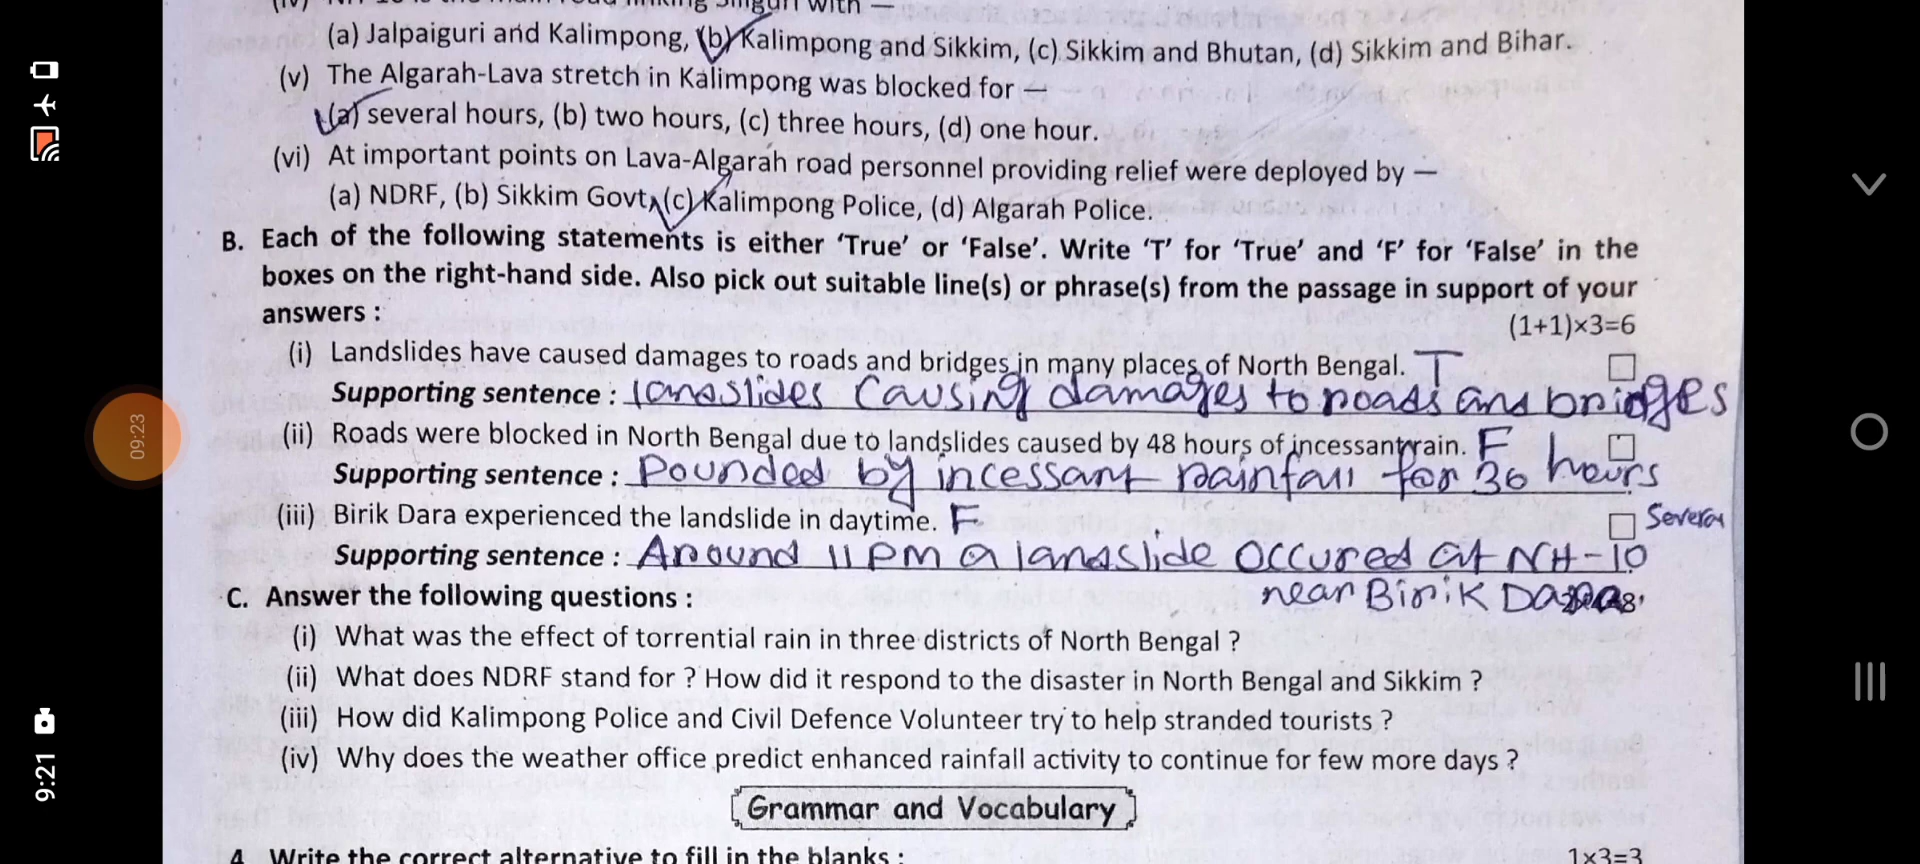 (a) Jalpaiguri and Kalimpong, (b) Kalimpong and Sikkim, (c) Sikkim and Bhutan, (d) Sikkim and Bihar.
(v) The Algarah-Lava stretch in Kalimpong was blocked for —
(a) several hours, (b) two hours, (c) three hours, (d) one hour.
(vi) At important points on Lava-Algarah road personnel providing relief were deployed by —
(a) NDRF, (b) Sikkim Govt, (c) Kalimpong Police, (d) Algarah Police.
B. Each of the following statements is either ‘True’ or ‘False’. Write ‘T’ for ‘True’ and ‘F’ for ‘False’ in the
boxes on the right-hand side. Also pick out suitable line(s) or phrase(s) from the passage in support of your
answers :
(1+1)×3=6
(i) Landslides have caused damages to roads and bridges in many places of North Bengal. T
Supporting sentence : landslides causing damages to roads and bridges
(ii) Roads were blocked in North Bengal due to landslides caused by 48 hours of incessant rain. F
Supporting sentence : Pounded by incessant rainfall for 36 hours
(iii) Birik Dara experienced the landslide in daytime. F
Supporting sentence : Around 11 PM a landslide occured at NH-10
near Birik Dara
C. Answer the following questions :
(i) What was the effect of torrential rain in three districts of North Bengal ?
(ii) What does NDRF stand for ? How did it respond to the disaster in North Bengal and Sikkim ?
(iii) How did Kalimpong Police and Civil Defence Volunteer try to help stranded tourists ?
(iv) Why does the weather office predict enhanced rainfall activity to continue for few more days ?
Grammar and Vocabulary
4. Write the correct alternative to fill in the blanks :
1×3=3
09:23
9:21